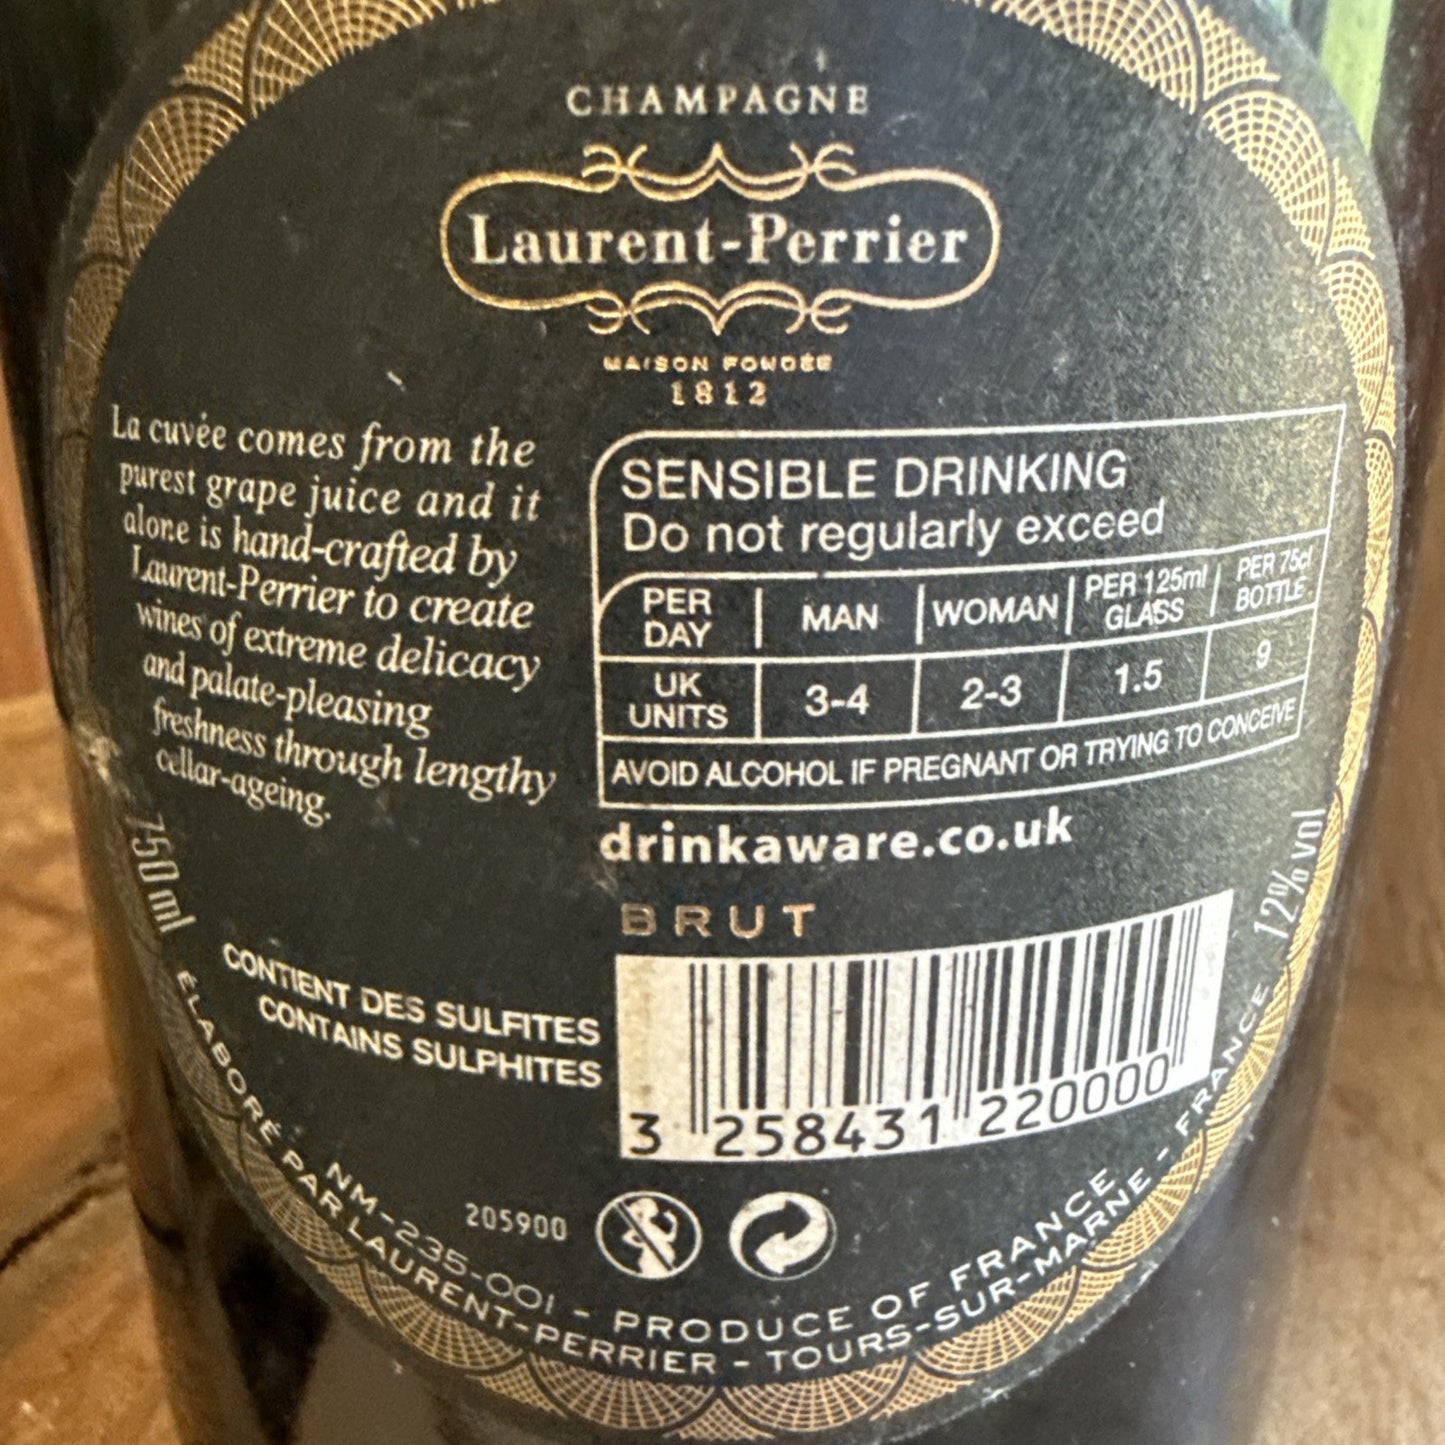 CHAMPAGNE
Laurent-Perrier
MAISON FONDÉE
1812
La cuvée comes from the
purest grape juice and it
alone is hand-crafted by
Laurent-Perrier to create
wines of extreme delicacy
and palate-pleasing
freshness through lengthy
cellar-ageing.
SENSIBLE DRINKING
Do not regularly exceed
PER DAY MAN WOMAN PER 125ml GLASS PER 75cl BOTTLE
UK UNITS 3-4 2-3 1.5 9
AVOID ALCOHOL IF PREGNANT OR TRYING TO CONCEIVE
drinkaware.co.uk
BRUT
750 ml
12% vol
CONTIENT DES SULFITES
CONTAINS SULPHITES
3 258431 220000
205900
NM-235-001 - PRODUCE OF FRANCE
ÉLABORÉ PAR LAURENT-PERRIER - TOURS-SUR-MARNE - FRANCE